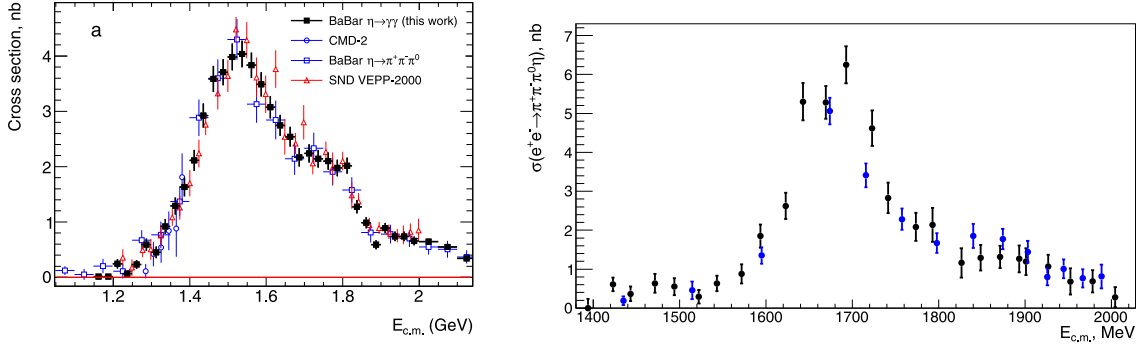 Cross section, nb
a
BaBar η→γγ (this work)
CMD-2
BaBar η→π⁺π⁻π⁰
SND VEPP-2000
4
3
2
1
0
1.2
1.4
1.6
1.8
2
E_c.m. (GeV)
σ(e⁺e⁻→π⁺π⁻π⁰η), nb
7
6
5
4
3
2
1
0
1400
1500
1600
1700
1800
1900
2000
E_c.m., MeV